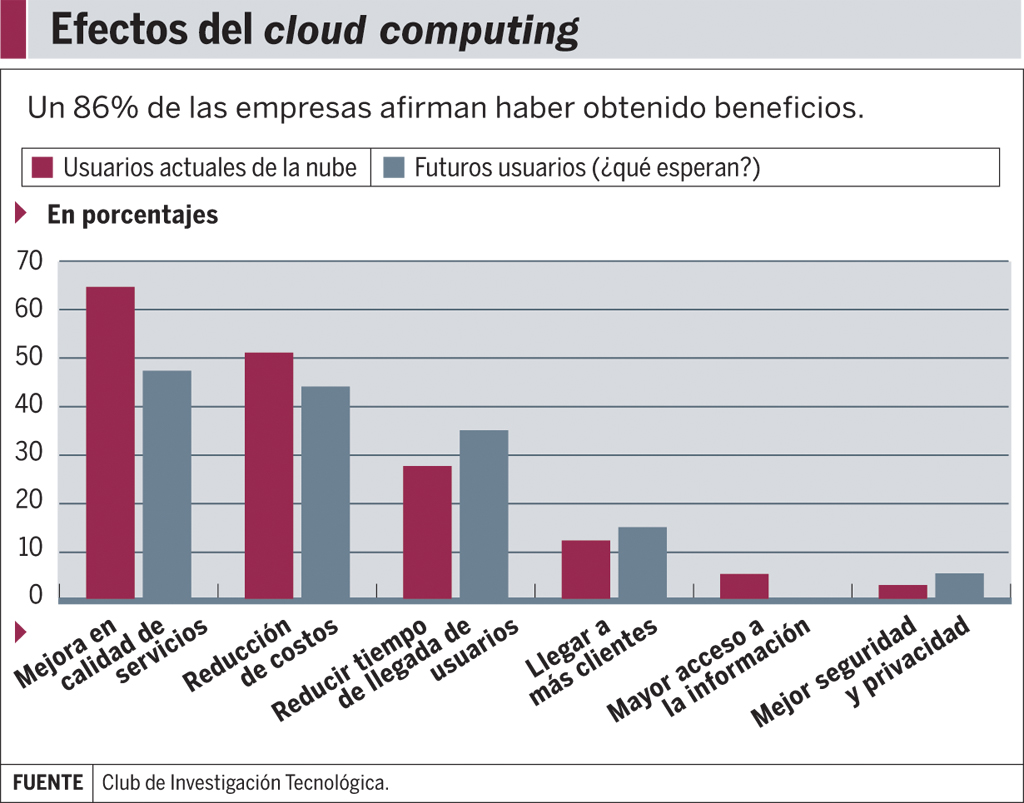 Efectos del cloud computing
Un 86% de las empresas afirman haber obtenido beneficios.
Usuarios actuales de la nube
Futuros usuarios (¿qué esperan?)
En porcentajes
70
60
50
40
30
20
10
0
Mejora en
calidad de
servicios
Reducción
de costos
Reducir tiempo
de llegada de
usuarios
Llegar a
más clientes
Mayor acceso a
la información
Mejor seguridad
y privacidad
FUENTE
Club de Investigación Tecnológica.